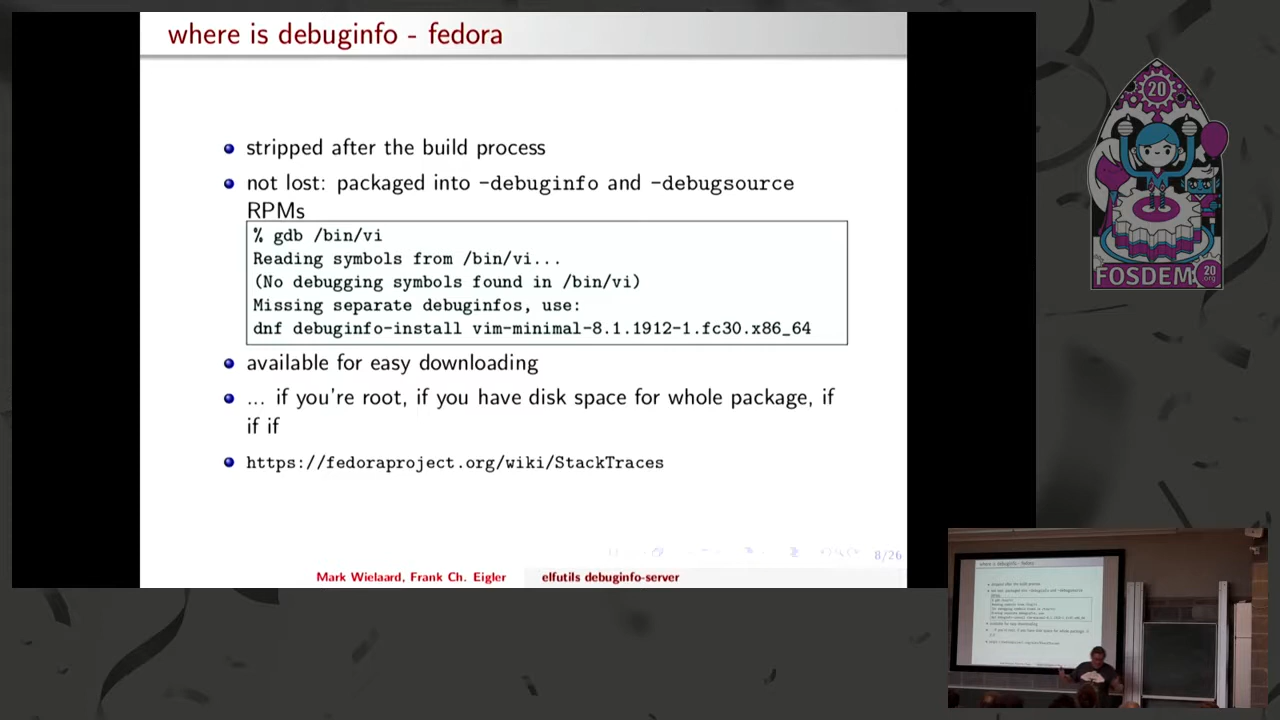 where is debuginfo - fedora
stripped after the build process
not lost: packaged into -debuginfo and -debugsource
RPMs
% gdb /bin/vi
Reading symbols from /bin/vi...
(No debugging symbols found in /bin/vi)
Missing separate debuginfos, use:
dnf debuginfo-install vim-minimal-8.1.1912-1.fc30.x86_64
available for easy downloading
... if you're root, if you have disk space for whole package, if
if if
https://fedoraproject.org/wiki/StackTraces
8/26
Mark Wielaard, Frank Ch. Eigler
elfutils debuginfo-server
20
FOSDEM
20
.org